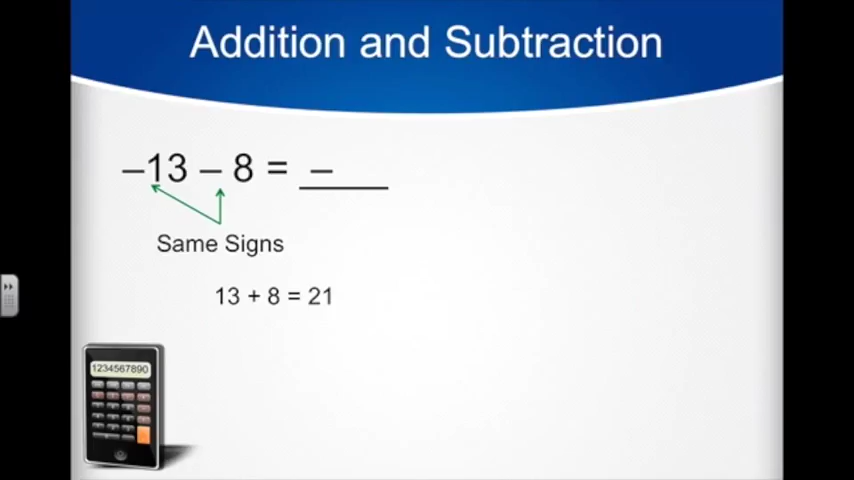 Addition and Subtraction
–13 – 8 = –
Same Signs
13 + 8 = 21
1234567890